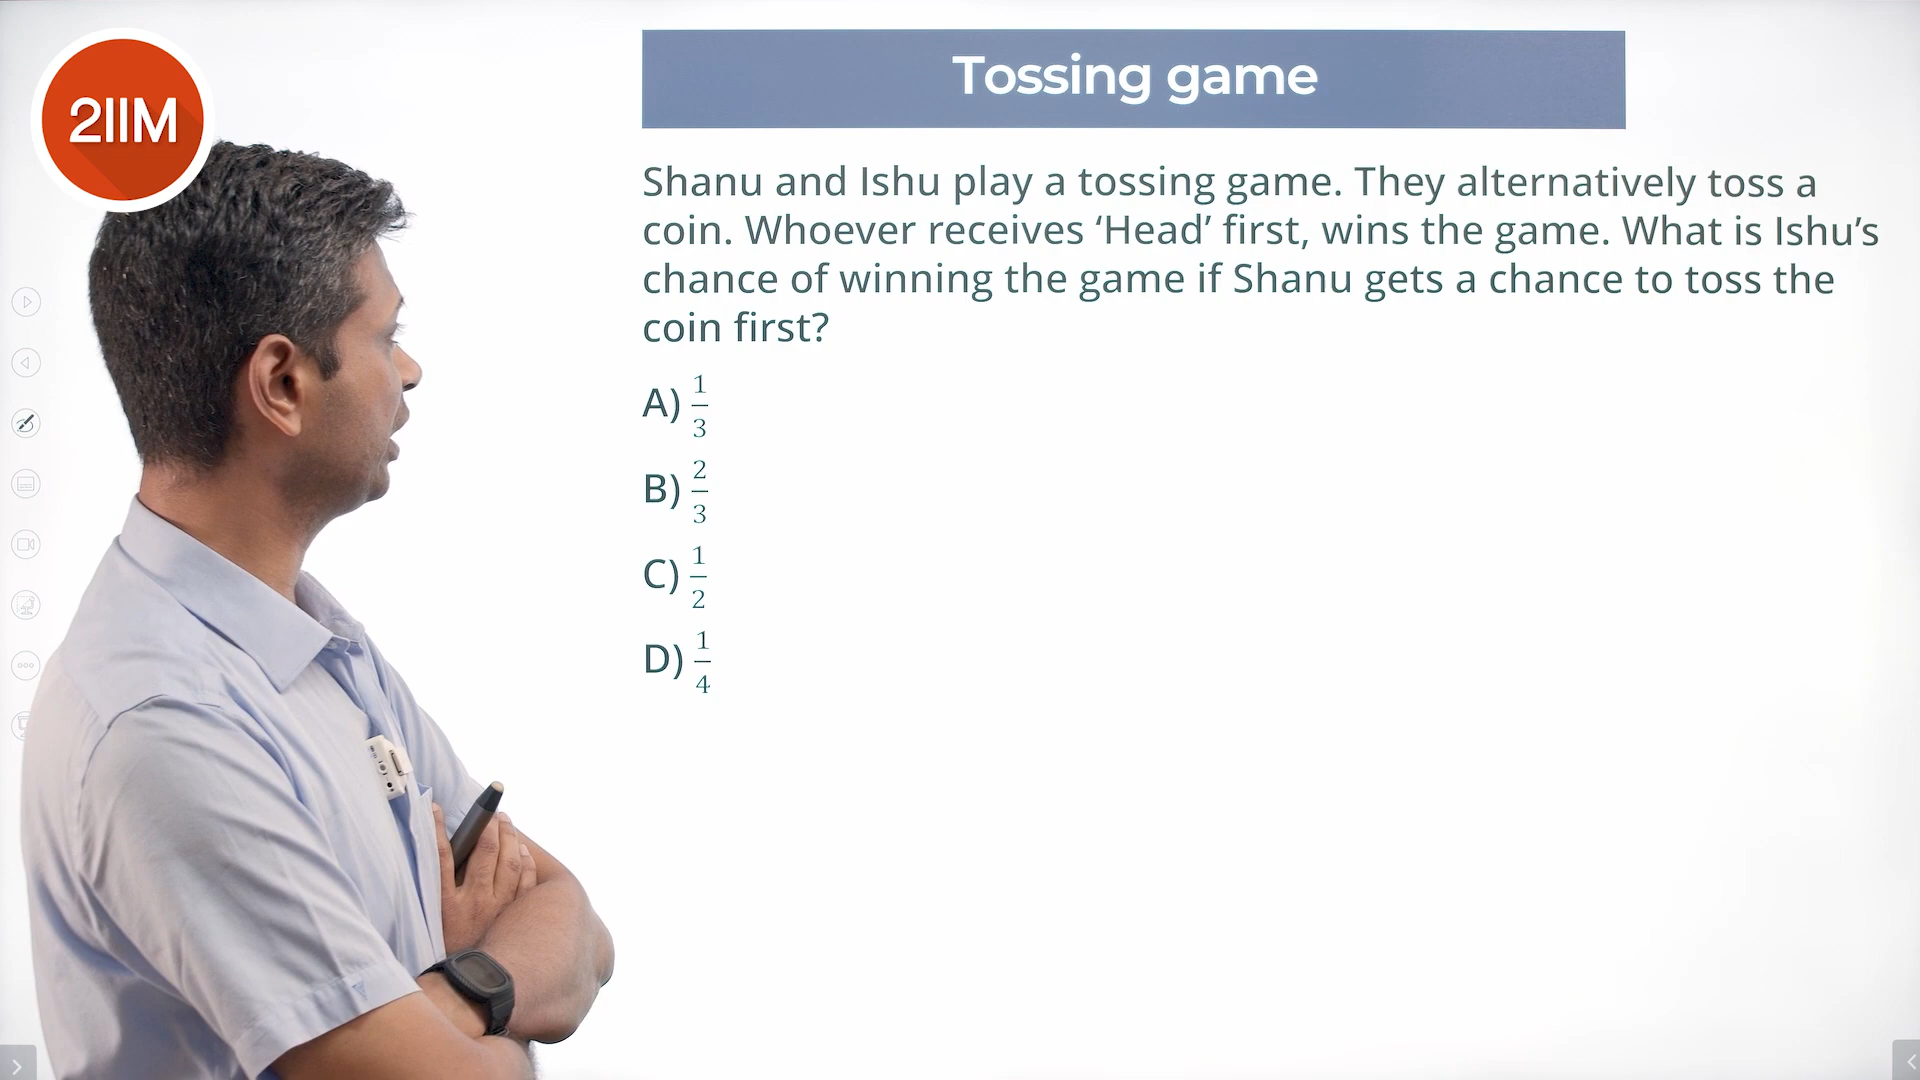 2IIM
Tossing game
Shanu and Ishu play a tossing game. They alternatively toss a
coin. Whoever receives ‘Head’ first, wins the game. What is Ishu’s
chance of winning the game if Shanu gets a chance to toss the
coin first?
A) 1/3
B) 2/3
C) 1/2
D) 1/4